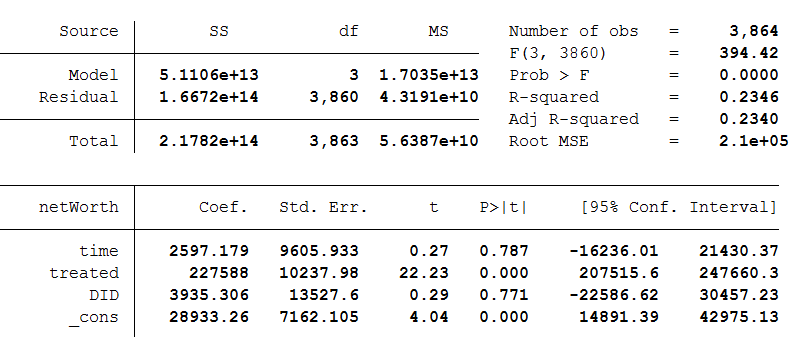 Source SS df MS Number of obs = 3,864
F(3, 3860) = 394.42
Model 5.1106e+13 3 1.7035e+13 Prob > F = 0.0000
Residual 1.6672e+14 3,860 4.3191e+10 R-squared = 0.2346
Adj R-squared = 0.2340
Total 2.1782e+14 3,863 5.6387e+10 Root MSE = 2.1e+05
netWorth Coef. Std. Err. t P>|t| [95% Conf. Interval]
time 2597.179 9605.933 0.27 0.787 -16236.01 21430.37
treated 227588 10237.98 22.23 0.000 207515.6 247660.3
DID 3935.306 13527.6 0.29 0.771 -22586.62 30457.23
_cons 28933.26 7162.105 4.04 0.000 14891.39 42975.13